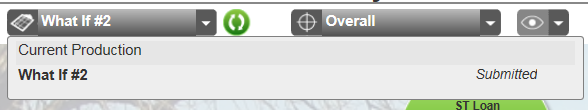 What If #2 Overall
Current Production
What If #2 Submitted
ST Loan